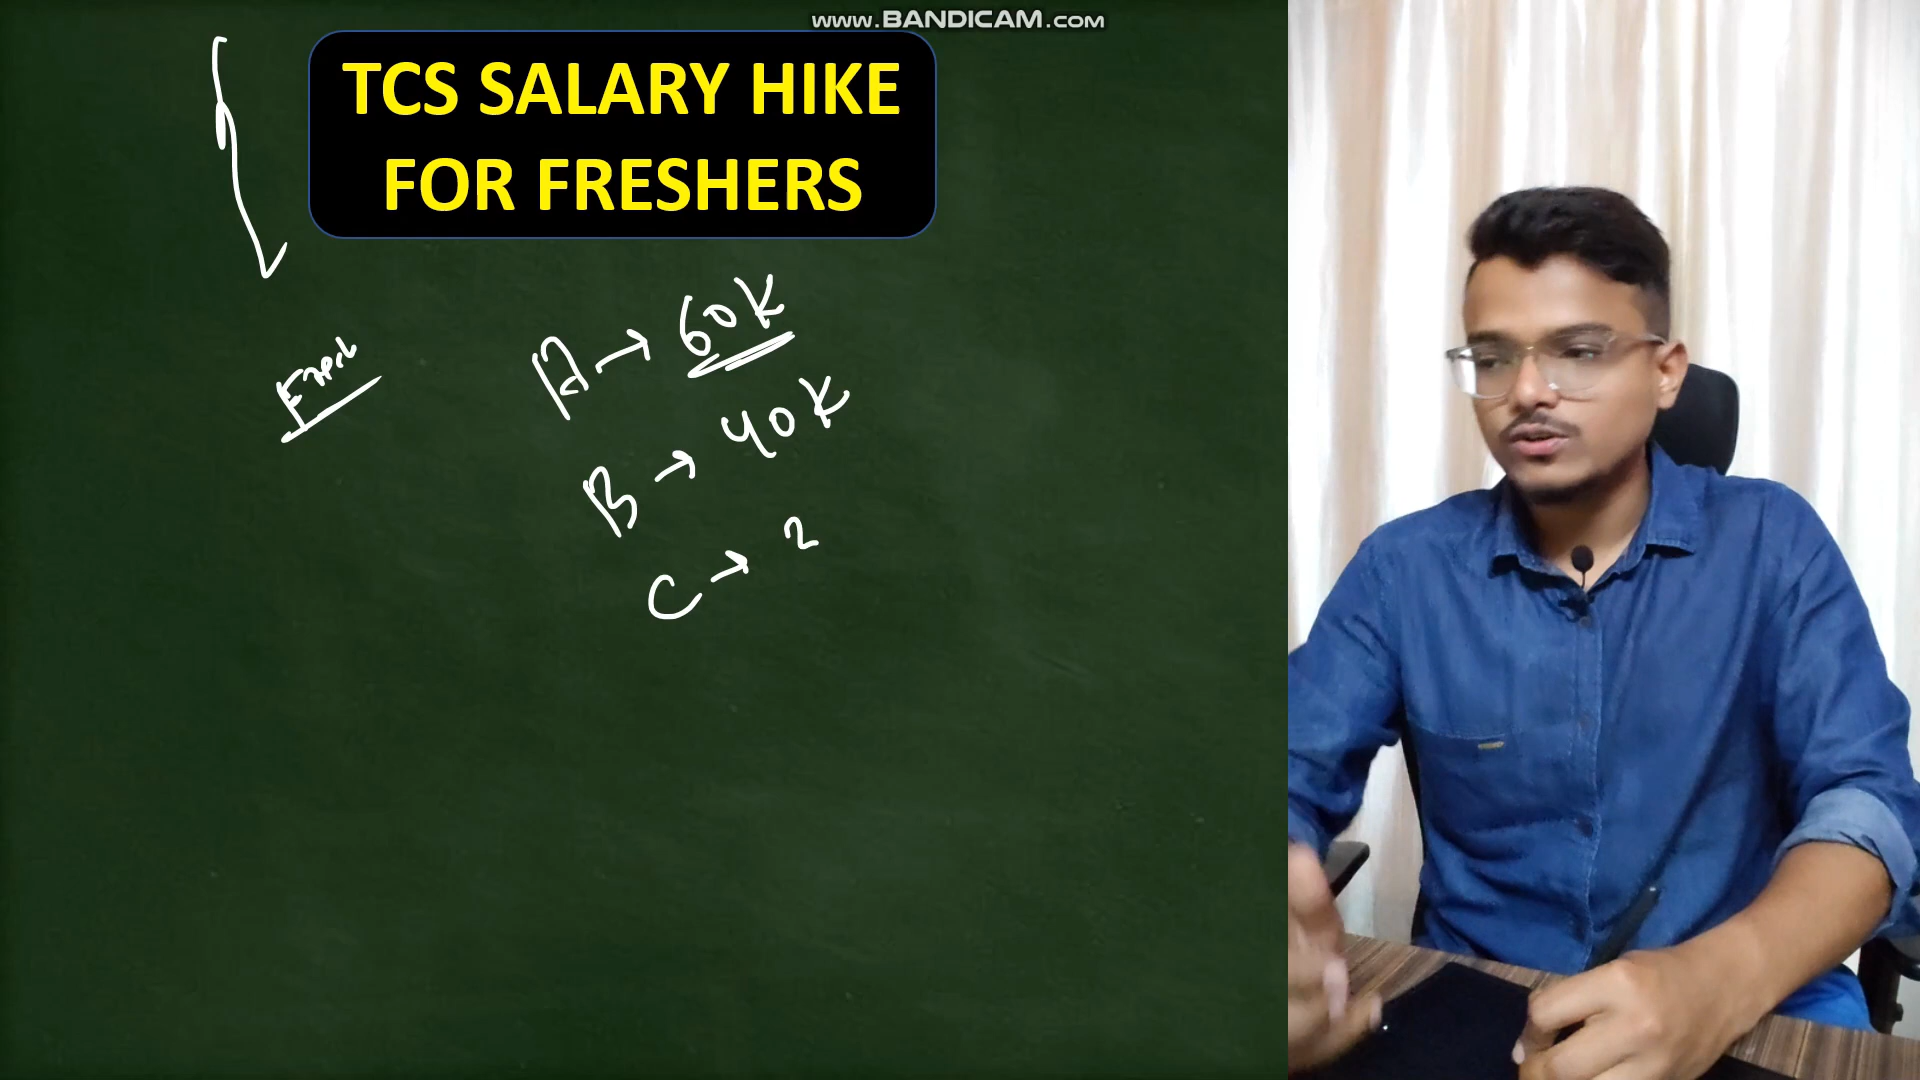 www.BANDICAM.com
TCS SALARY HIKE
FOR FRESHERS
A → 60K
B → 40K
C → 2